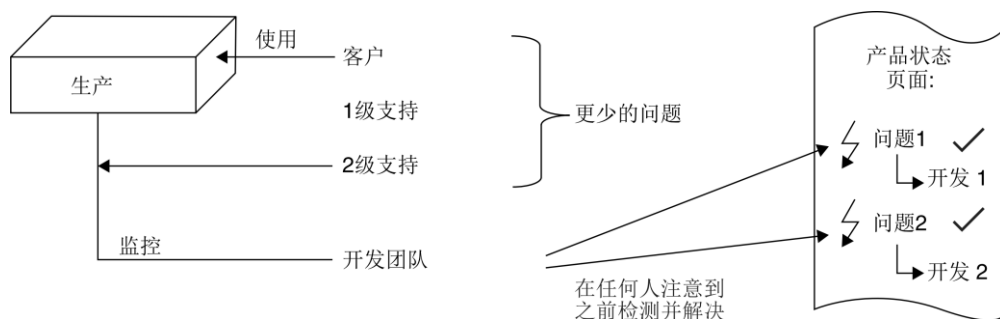 使用
客户
生产
1级支持
2级支持
监控
开发团队
更少的问题
在任何人注意到
之前检测并解决
产品状态
页面:
问题1
开发 1
问题2
开发 2